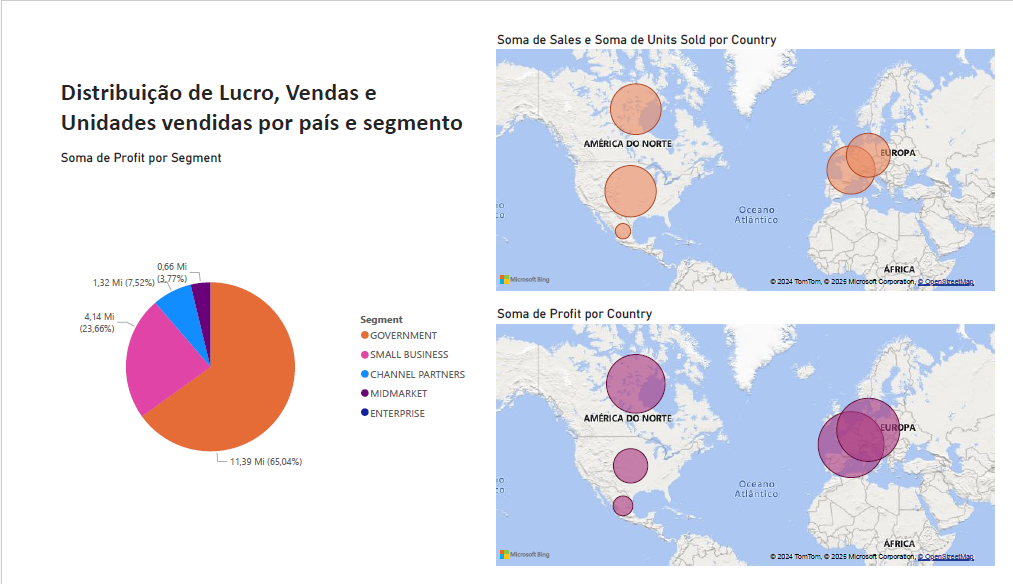 Distribuição de Lucro, Vendas e
Unidades vendidas por país e segmento
Soma de Profit por Segment
0,66 Mi
(3,77%)
1,32 Mi (7,52%)
4,14 Mi
(23,66%)
11,39 Mi (65,04%)
Segment
GOVERNMENT
SMALL BUSINESS
CHANNEL PARTNERS
MIDMARKET
ENTERPRISE
Soma de Sales e Soma de Units Sold por Country
AMÉRICA DO NORTE
EUROPA
Oceano
Atlântico
ÁFRICA
Microsoft Bing
© 2024 TomTom, © 2025 Microsoft Corporation, © OpenStreetMap
Soma de Profit por Country
AMÉRICA DO NORTE
EUROPA
Oceano
Atlântico
ÁFRICA
Microsoft Bing
© 2024 TomTom, © 2025 Microsoft Corporation, © OpenStreetMap